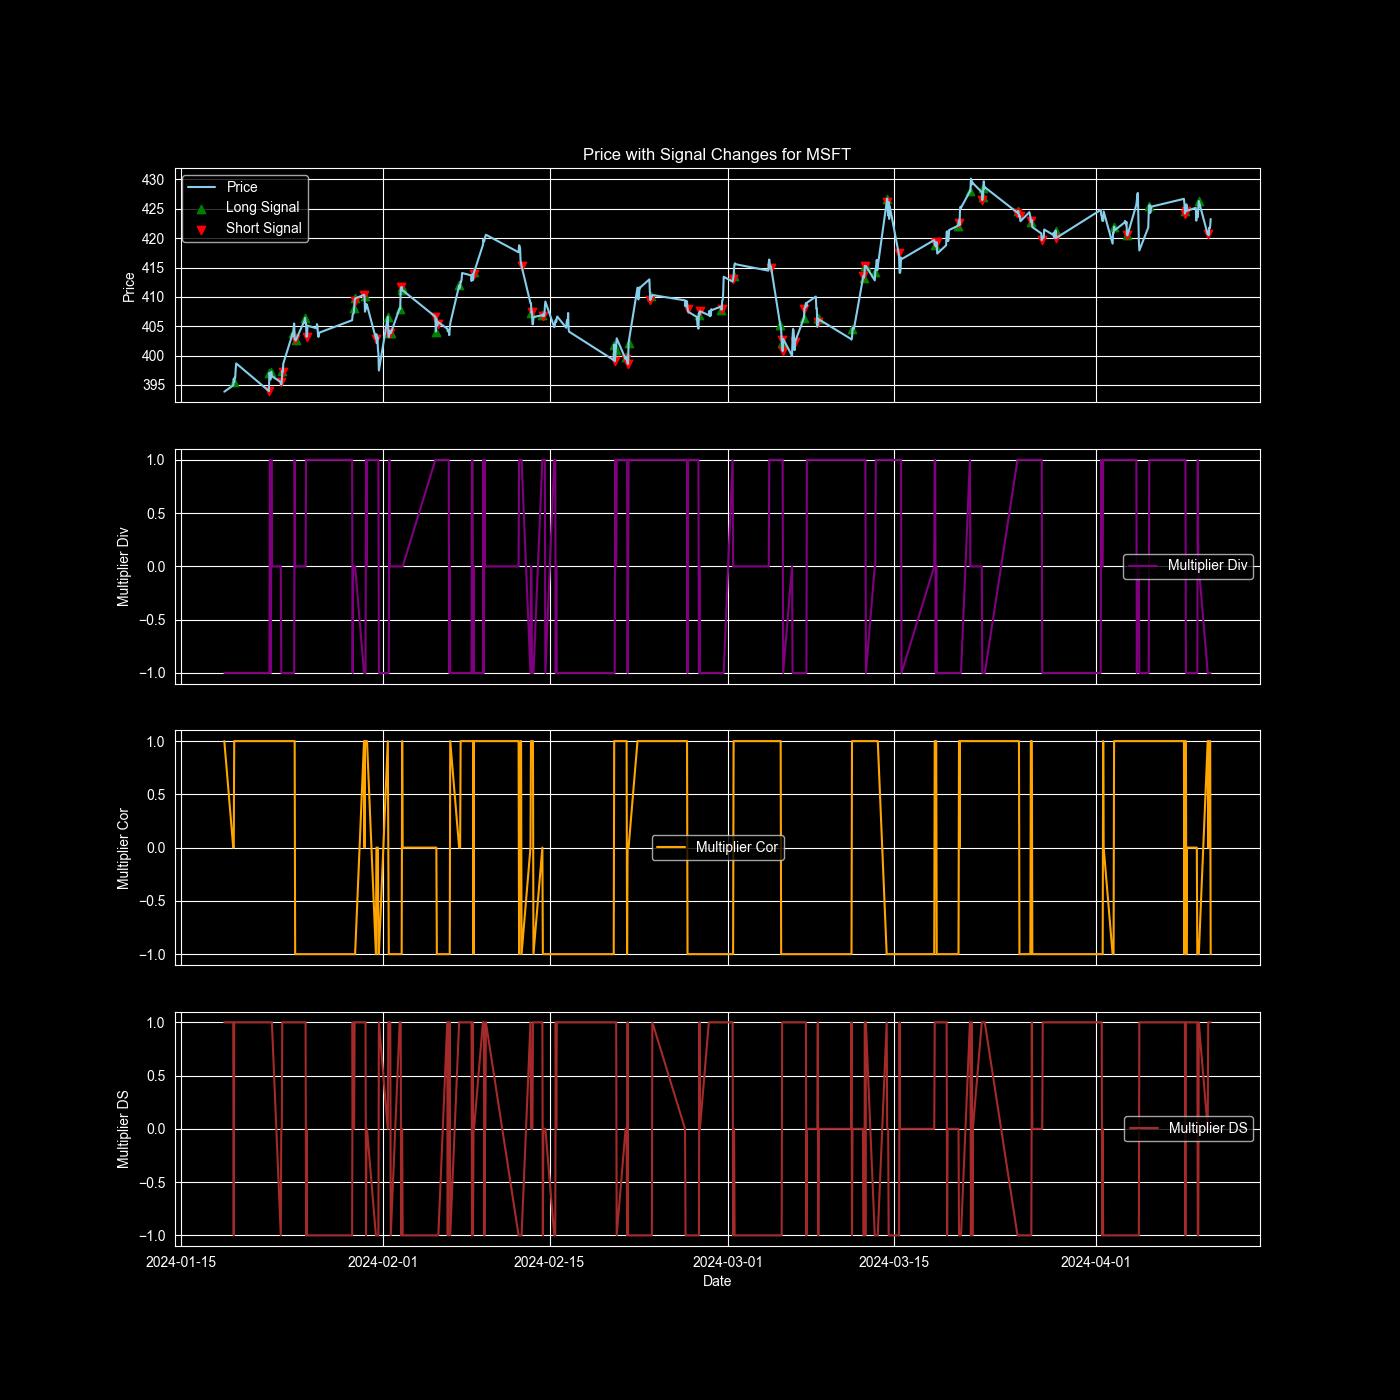 Price with Signal Changes for MSFT
Price
430
425
420
415
410
405
400
395
Price
Long Signal
Short Signal
Multiplier Div
1.0
0.5
0.0
−0.5
−1.0
Multiplier Div
Multiplier Cor
1.0
0.5
0.0
−0.5
−1.0
Multiplier Cor
Multiplier DS
1.0
0.5
0.0
−0.5
−1.0
Multiplier DS
2024-01-15 2024-02-01 2024-02-15 2024-03-01 2024-03-15 2024-04-01
Date